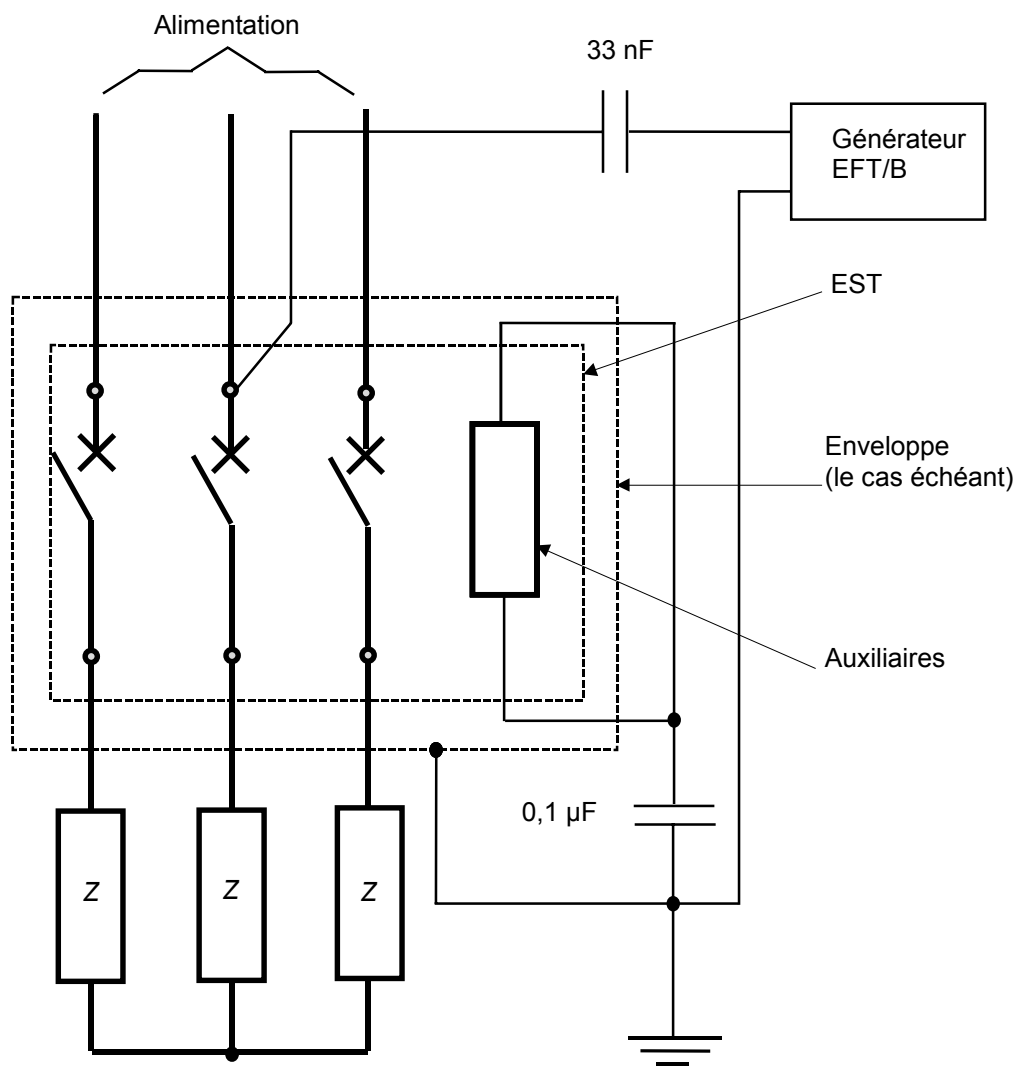 Alimentation
33 nF
Générateur
EFT/B
EST
Enveloppe
(le cas échéant)
Auxiliaires
0,1 µF
Z
Z
Z